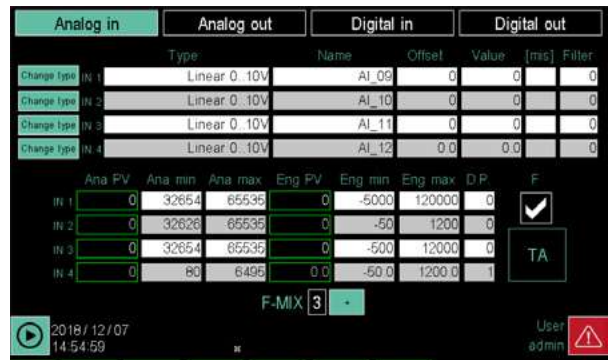 Analog in Analog out Digital in Digital out
Type Name Offset Value [mis] Filter
Change type IN 1 Linear 0..10V AI_09 0 0 0
Change type IN 2 Linear 0..10V AI_10 0 0 0
Change type IN 3 Linear 0..10V AI_11 0 0 0
Change type IN 4 Linear 0..10V AI_12 0.0 0.0 0
Ana PV Ana min Ana max Eng PV Eng min Eng max D.P. F
IN 1 0 32654 65535 0 -5000 120000 0
IN 2 0 32626 65535 0 -50 1200 0
IN 3 0 32654 65535 0 -500 12000 0 TA
IN 4 0 80 6495 0.0 -50.0 1200.0 1
F-MIX 3 -
2018/12/07 User
14:54:59 admin